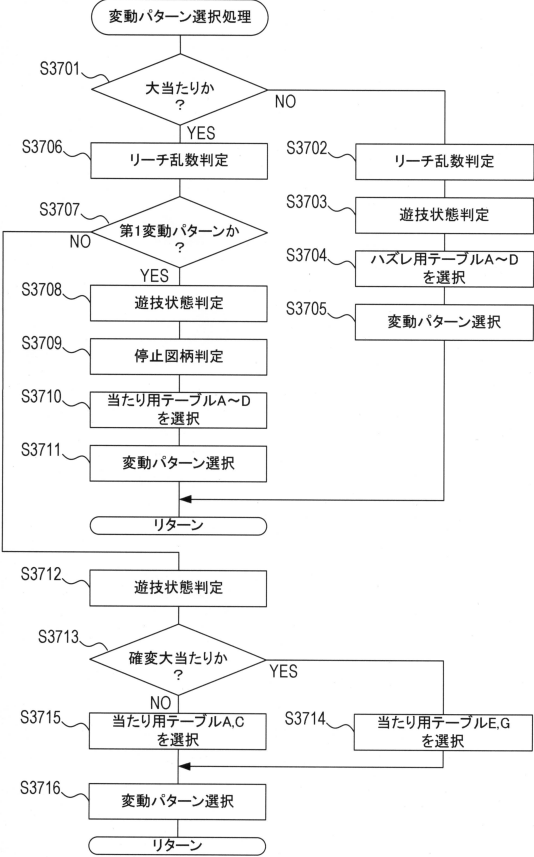 変動パターン選択処理
S3701
大当たりか
?
NO
YES
S3706
リーチ乱数判定
S3702
リーチ乱数判定
S3703
遊技状態判定
S3707
第1変動パターンか
?
NO
YES
S3704
ハズレ用テーブルA～D
を選択
S3708
遊技状態判定
S3705
変動パターン選択
S3709
停止図柄判定
S3710
当たり用テーブルA～D
を選択
S3711
変動パターン選択
リターン
S3712
遊技状態判定
S3713
確変大当たりか
?
YES
NO
S3715
当たり用テーブルA,C
を選択
S3714
当たり用テーブルE,G
を選択
S3716
変動パターン選択
リターン